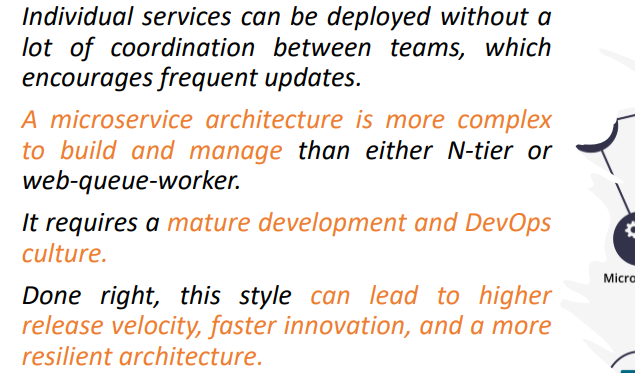 Individual services can be deployed without a
lot of coordination between teams, which
encourages frequent updates.
A microservice architecture is more complex
to build and manage than either N-tier or
web-queue-worker.
It requires a mature development and DevOps
culture.
Done right, this style can lead to higher
release velocity, faster innovation, and a more
resilient architecture.
Micro